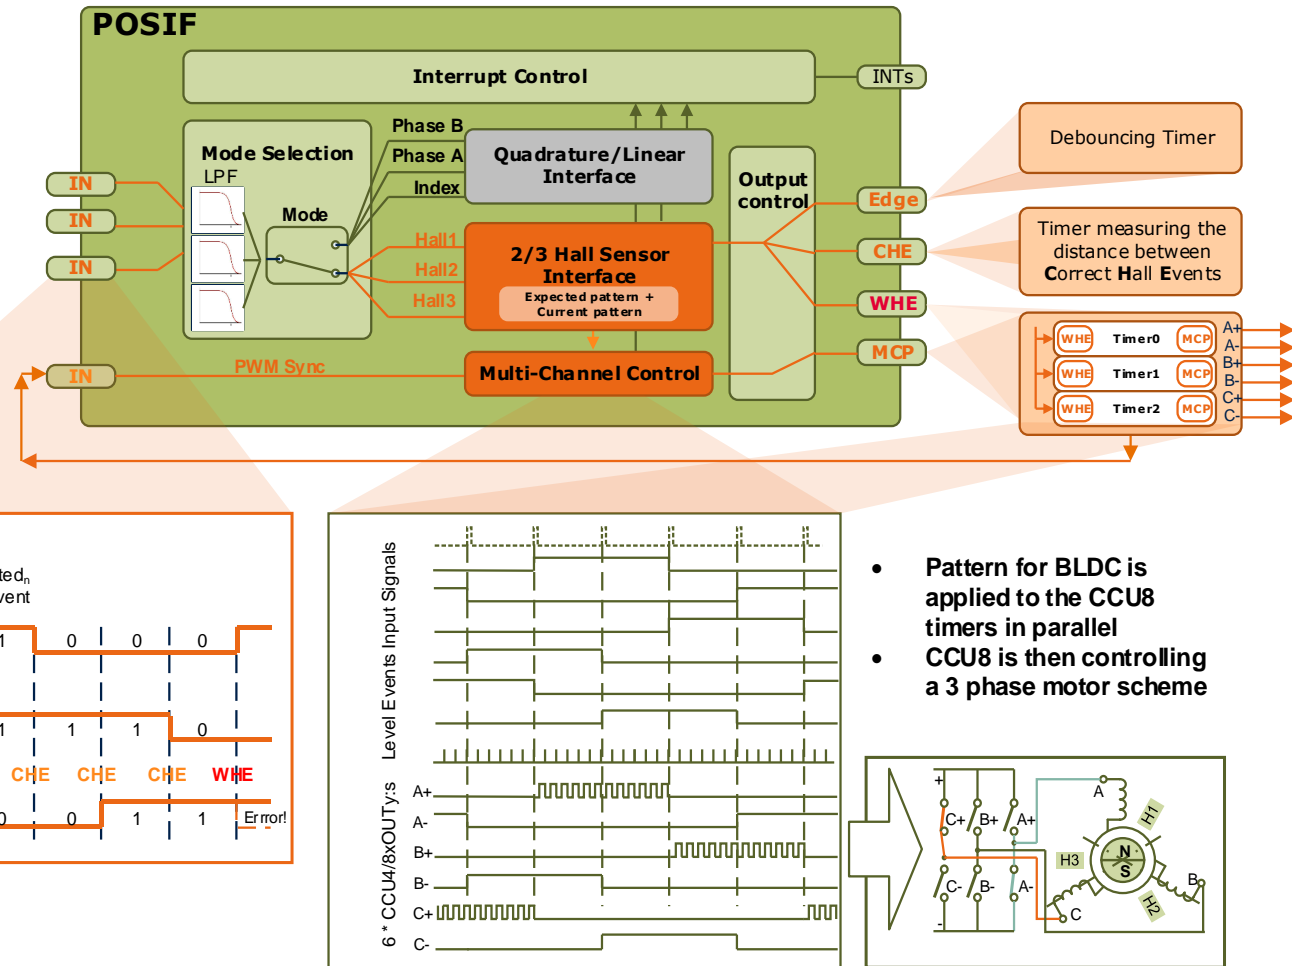 POSIF
Interrupt Control
INTs
Mode Selection
LPF
Mode
Phase B
Phase A
Index
Quadrature/Linear
Interface
Output
control
Debouncing Timer
IN
IN
IN
Hall1
Hall2
Hall3
2/3 Hall Sensor
Interface
Expected pattern +
Current pattern
Edge
CHE
WHE
MCP
Timer measuring the
distance between
Correct Hall Events
IN
PWM Sync
Multi-Channel Control
WHE Timer0 MCP
WHE Timer1 MCP
WHE Timer2 MCP
A+
A-
B+
B-
C+
C-
tedn
vent
1 0 0 0
1 1 1 0
CHE CHE CHE WHE
0 0 1 1 Errror!
Level Events Input Signals
6 * CCU4/8xOUTy:s
A+
A-
B+
B-
C+
C-
• Pattern for BLDC is
applied to the CCU8
timers in parallel
• CCU8 is then controlling
a 3 phase motor scheme
+
C+ B+ A+
C- B- A-
-
A
H1
H3
N
S
B
H2
C